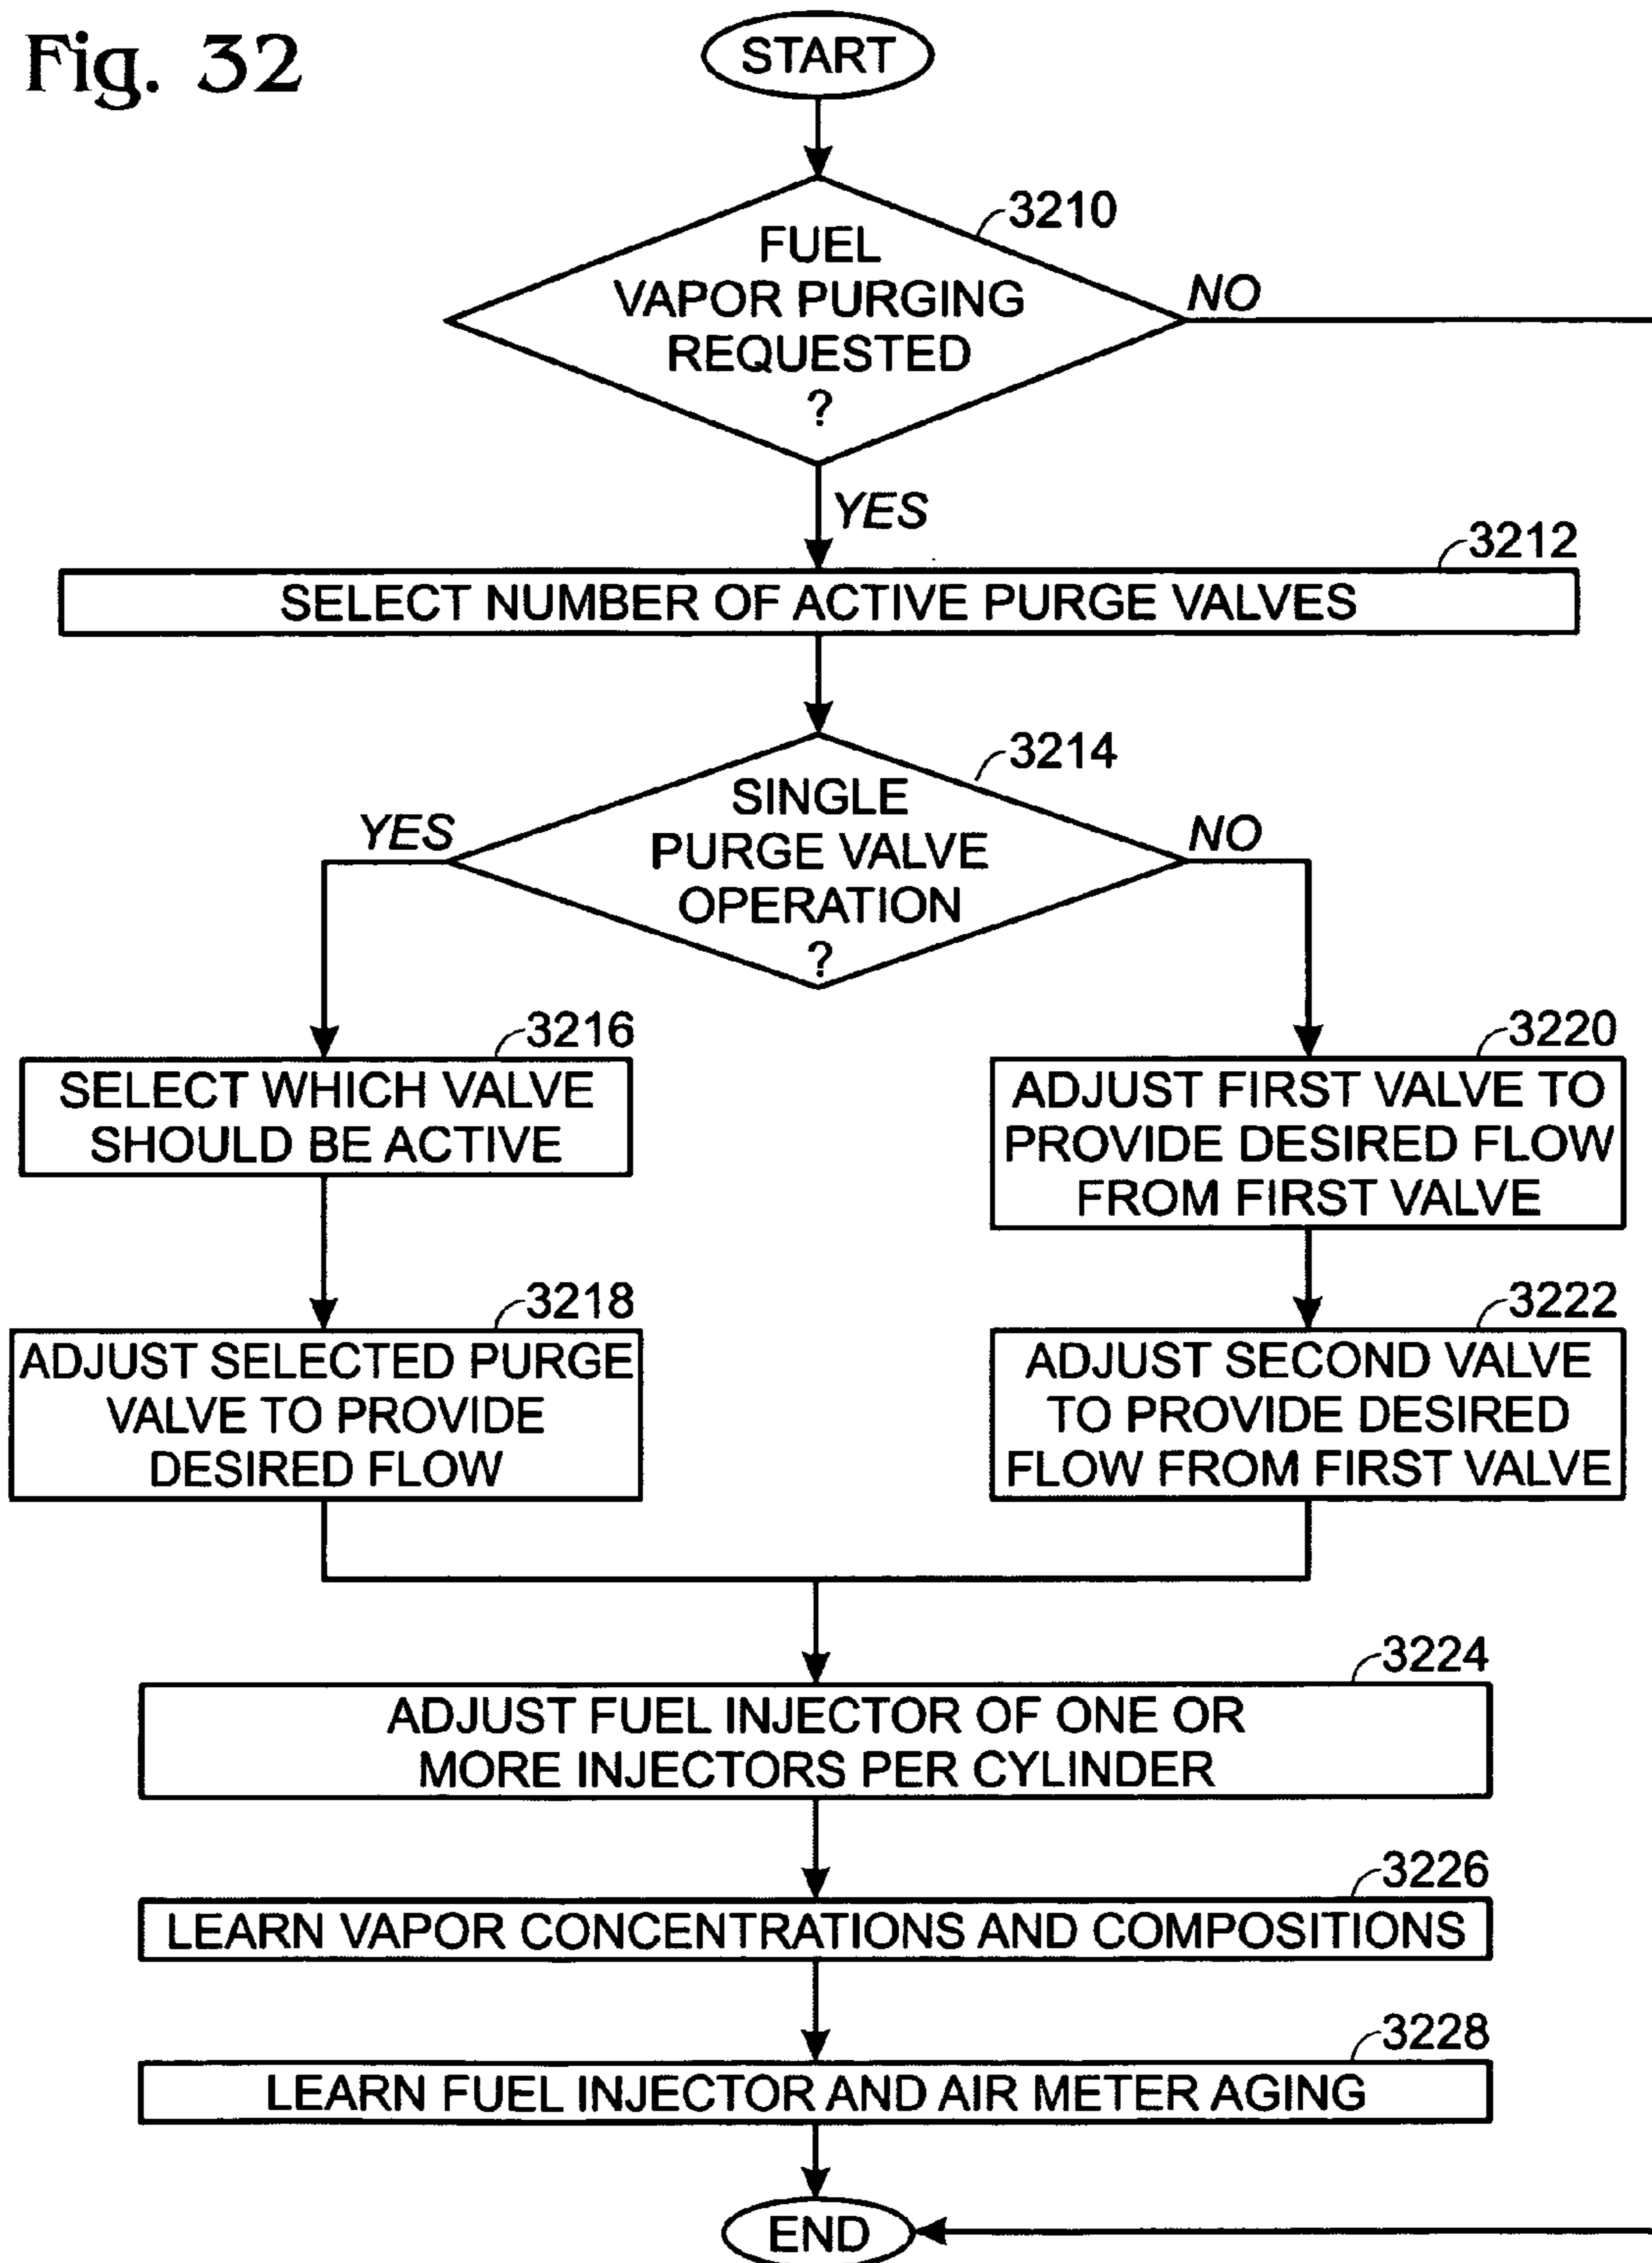 Fig. 32
START
3210
FUEL
VAPOR PURGING
REQUESTED
?
NO
YES
3212
SELECT NUMBER OF ACTIVE PURGE VALVES
3214
SINGLE
PURGE VALVE
OPERATION
?
YES
NO
3216
SELECT WHICH VALVE
SHOULD BE ACTIVE
3220
ADJUST FIRST VALVE TO
PROVIDE DESIRED FLOW
FROM FIRST VALVE
3218
ADJUST SELECTED PURGE
VALVE TO PROVIDE
DESIRED FLOW
3222
ADJUST SECOND VALVE
TO PROVIDE DESIRED
FLOW FROM FIRST VALVE
3224
ADJUST FUEL INJECTOR OF ONE OR
MORE INJECTORS PER CYLINDER
3226
LEARN VAPOR CONCENTRATIONS AND COMPOSITIONS
3228
LEARN FUEL INJECTOR AND AIR METER AGING
END